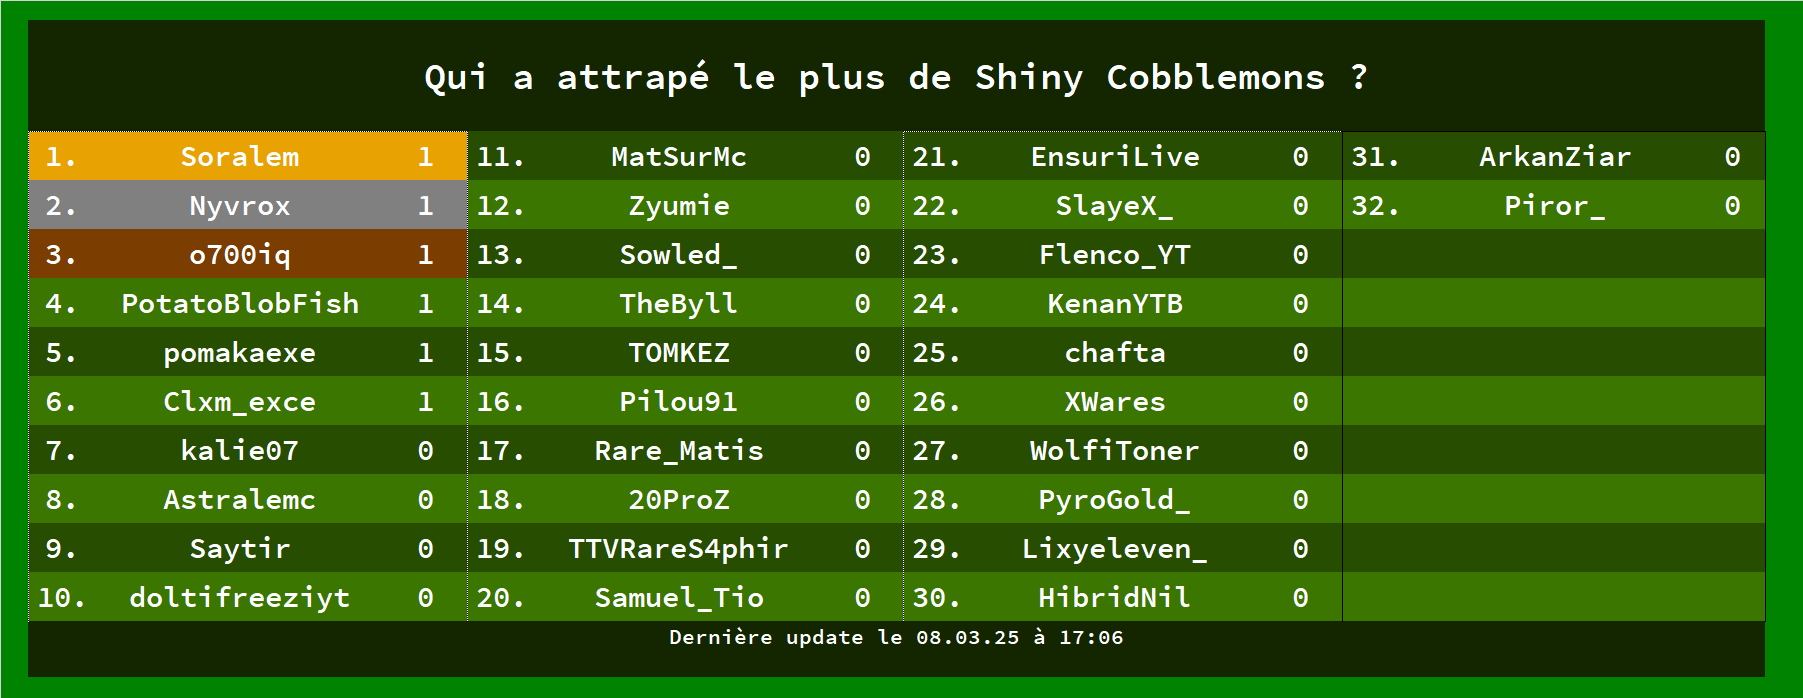 Qui a attrapé le plus de Shiny Cobblemons ?
1. Soralem 1
2. Nyvrox 1
3. o700iq 1
4. PotatoBlobFish 1
5. pomakaexe 1
6. Clxm_exce 1
7. kalie07 0
8. Astralemc 0
9. Saytir 0
10. doltifreeziyt 0
11. MatSurMc 0
12. Zyumie 0
13. Sowled_ 0
14. TheByll 0
15. TOMKEZ 0
16. Pilou91 0
17. Rare_Matis 0
18. 20ProZ 0
19. TTVRareS4phir 0
20. Samuel_Tio 0
21. EnsuriLive 0
22. SlayeX_ 0
23. Flenco_YT 0
24. KenanYTB 0
25. chafta 0
26. XWares 0
27. WolfiToner 0
28. PyroGold_ 0
29. Lixyeleven_ 0
30. HibridNil 0
31. ArkanZiar 0
32. Piror_ 0
Dernière update le 08.03.25 à 17:06